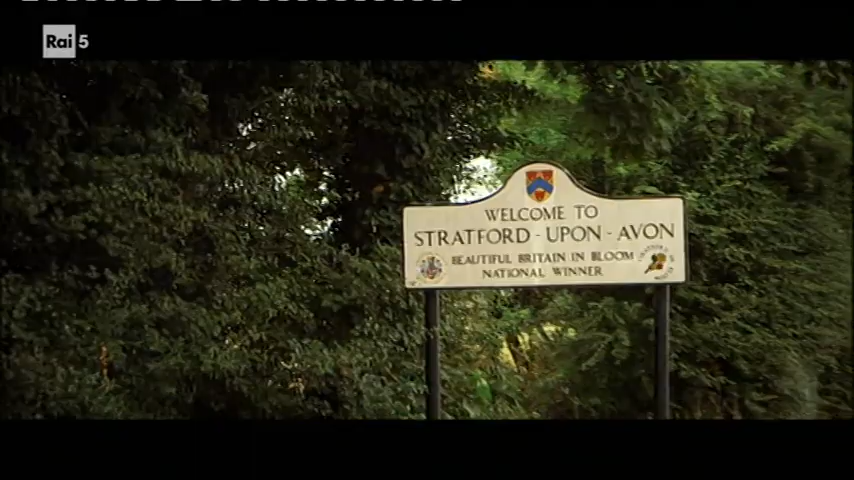 Rai 5
WELCOME TO
STRATFORD - UPON - AVON
BEAUTIFUL BRITAIN IN BLOOM
NATIONAL WINNER